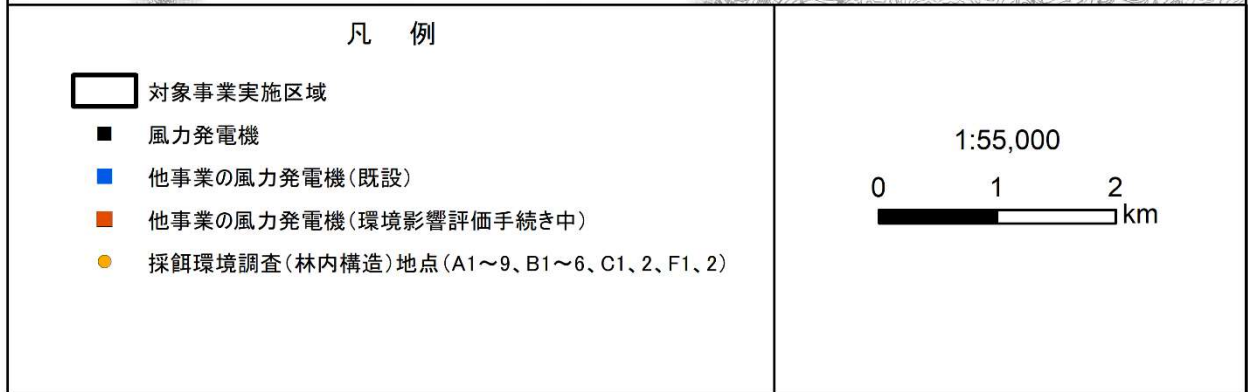 凡 例
対象事業実施区域
風力発電機
他事業の風力発電機(既設)
他事業の風力発電機(環境影響評価手続き中)
採餌環境調査(林内構造)地点(A1～9、B1～6、C1、2、F1、2)
1:55,000
0 1 2
km